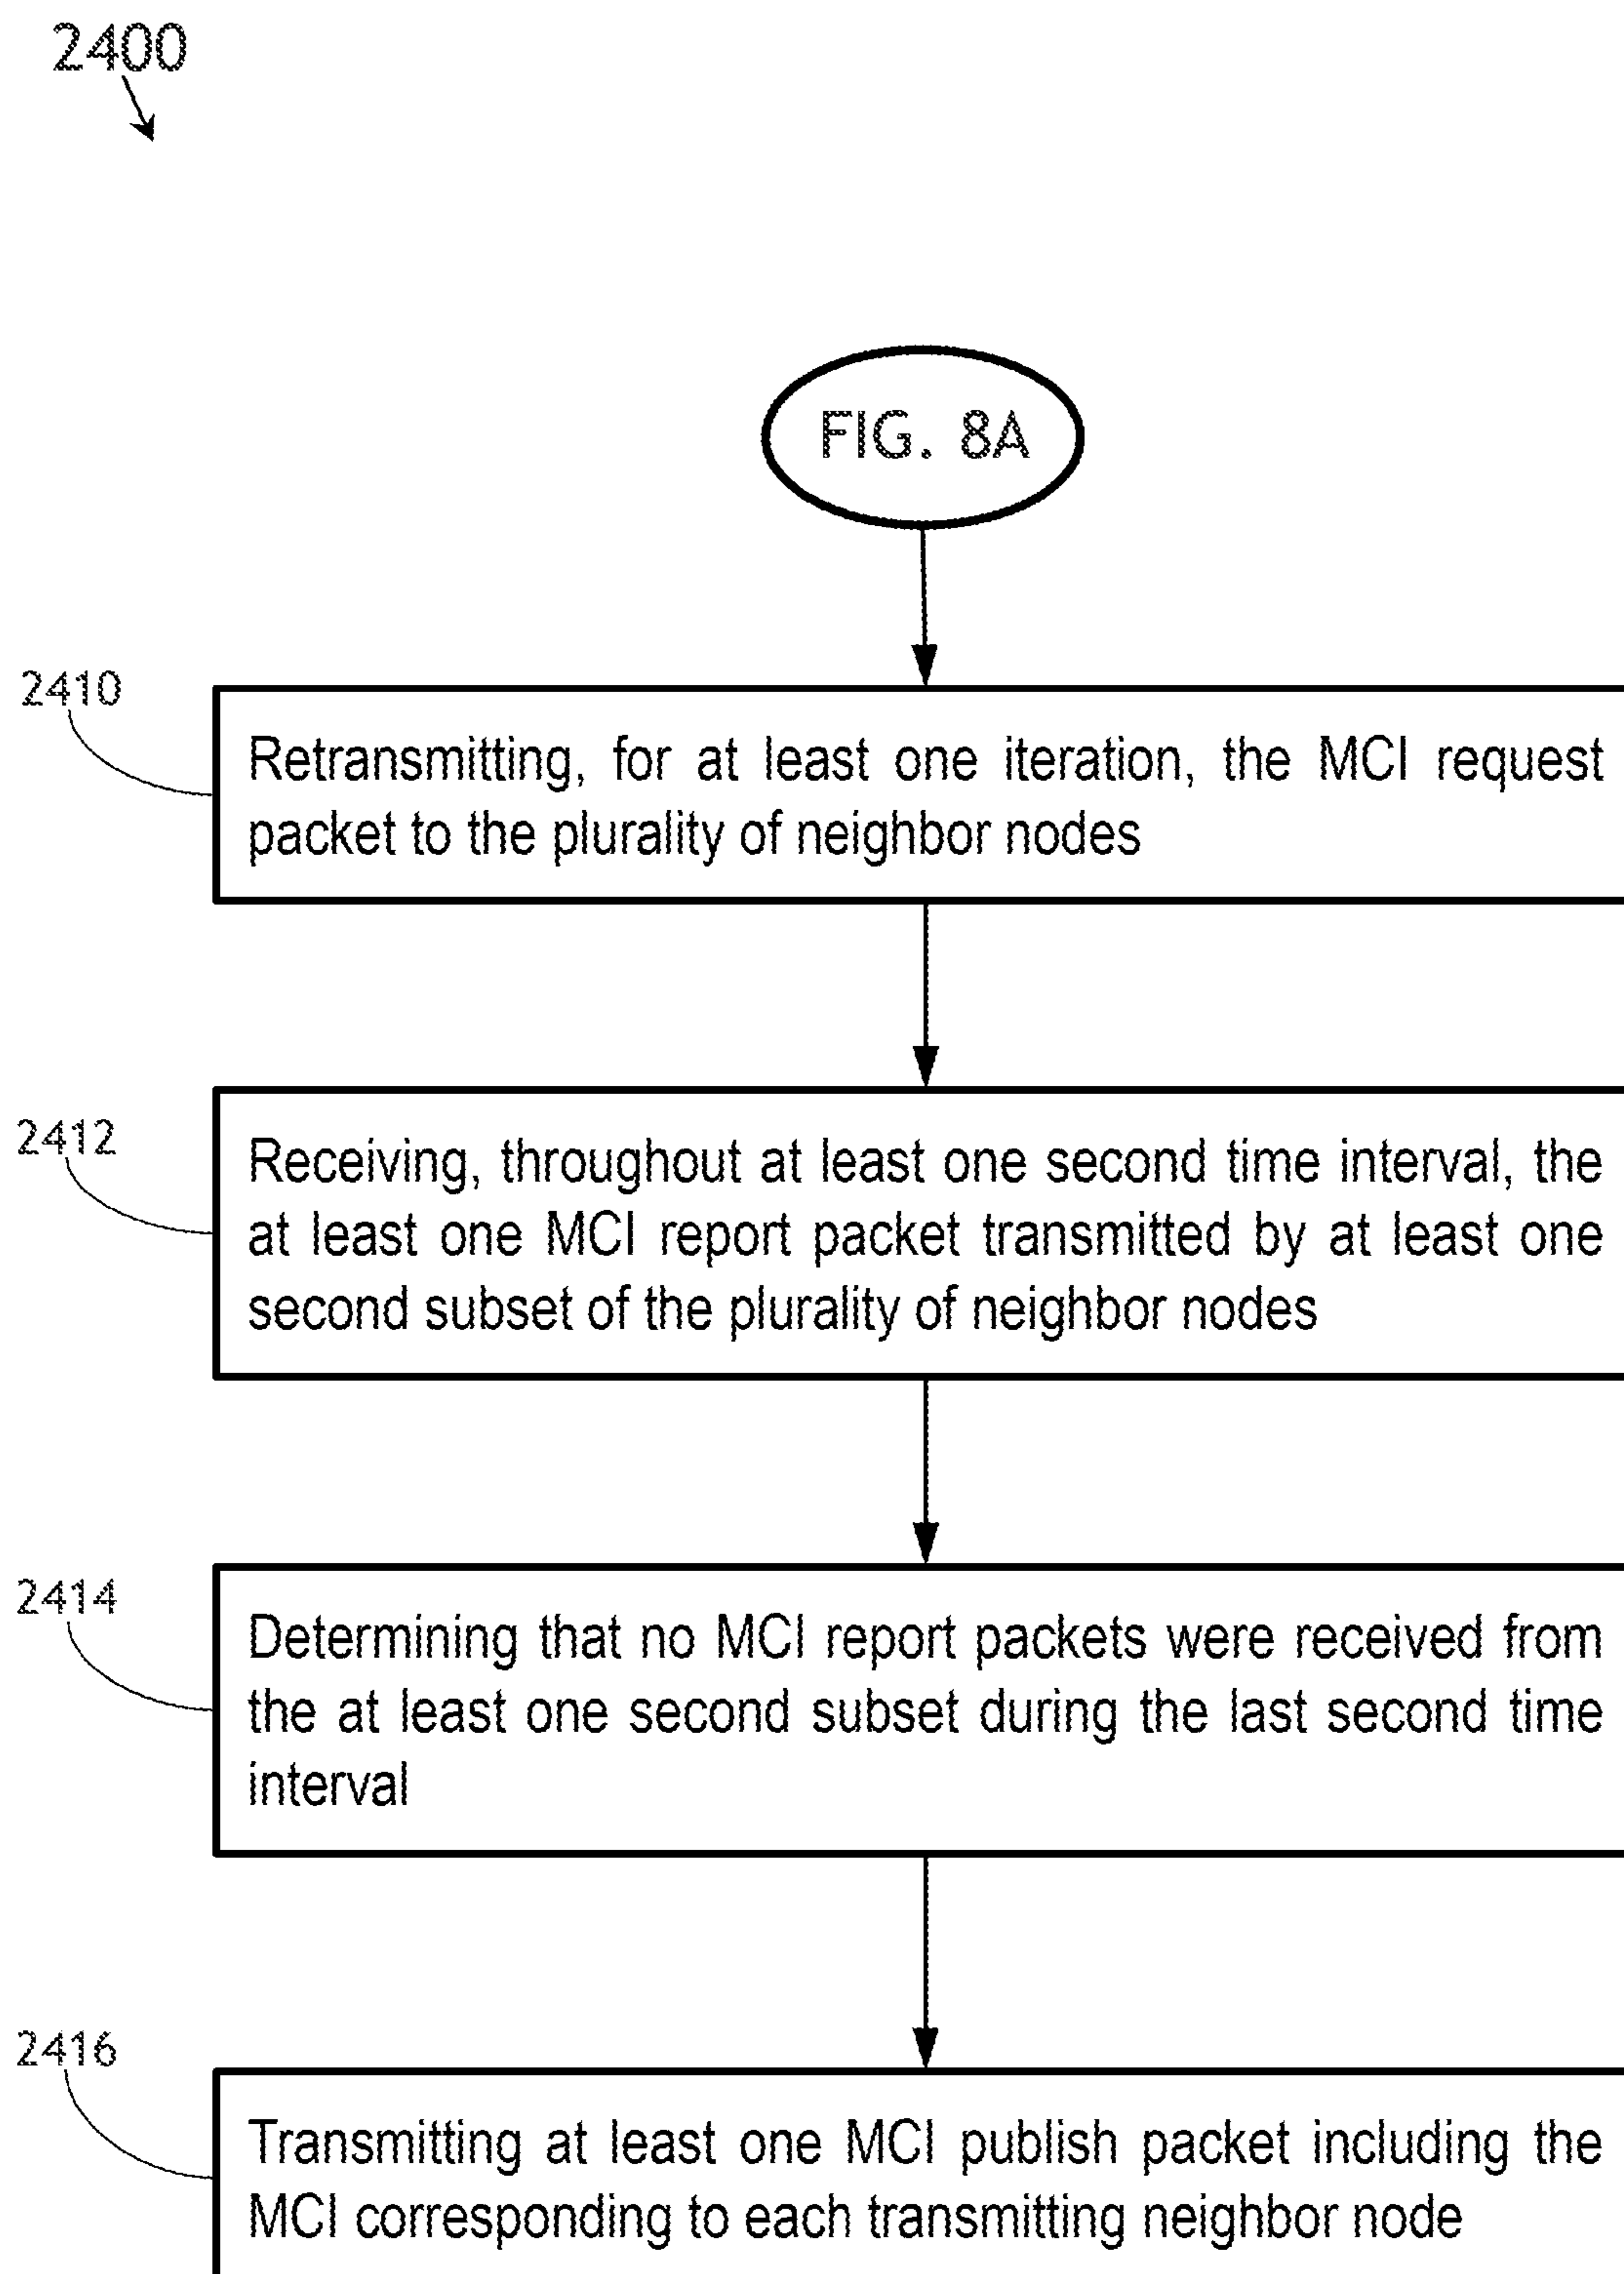 2400
FIG. 8A
2410
Retransmitting, for at least one iteration, the MCI request
packet to the plurality of neighbor nodes
2412
Receiving, throughout at least one second time interval, the
at least one MCI report packet transmitted by at least one
second subset of the plurality of neighbor nodes
2414
Determining that no MCI report packets were received from
the at least one second subset during the last second time
interval
2416
Transmitting at least one MCI publish packet including the
MCI corresponding to each transmitting neighbor node